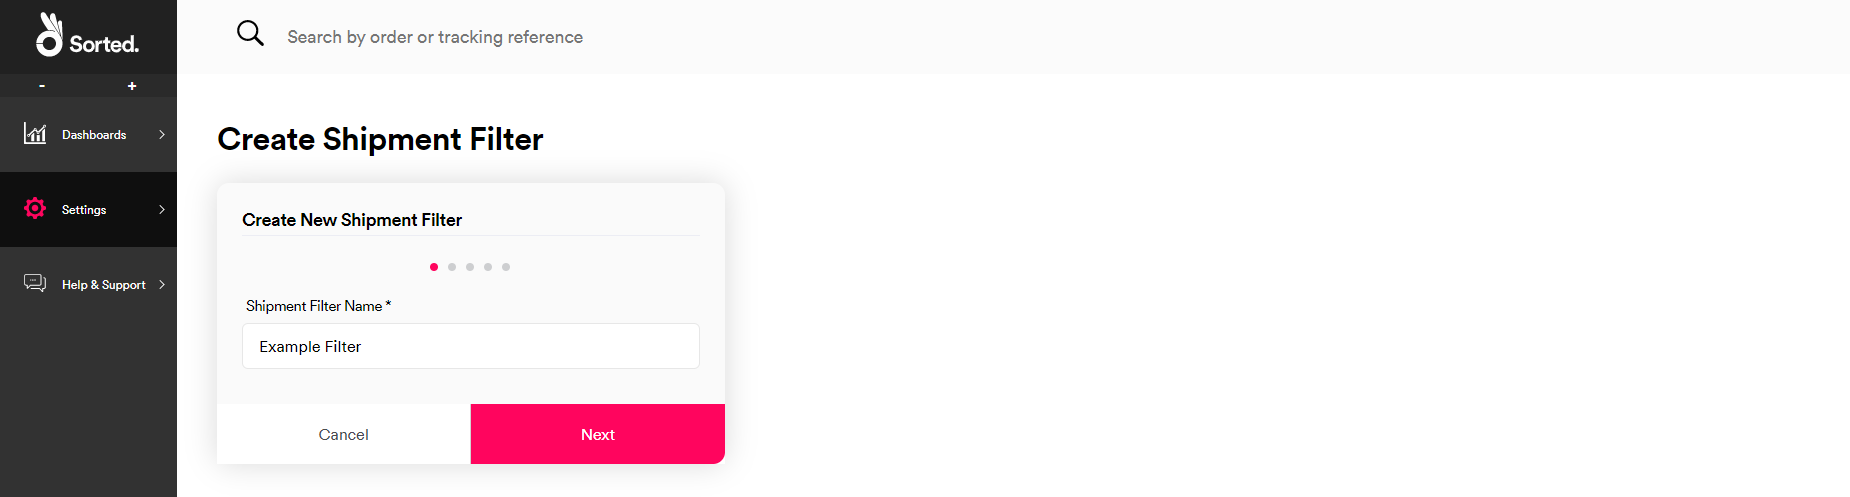 Sorted.
- +
Dashboards
Settings
Help & Support
Search by order or tracking reference
Create Shipment Filter
Create New Shipment Filter
Shipment Filter Name *
Example Filter
Cancel Next